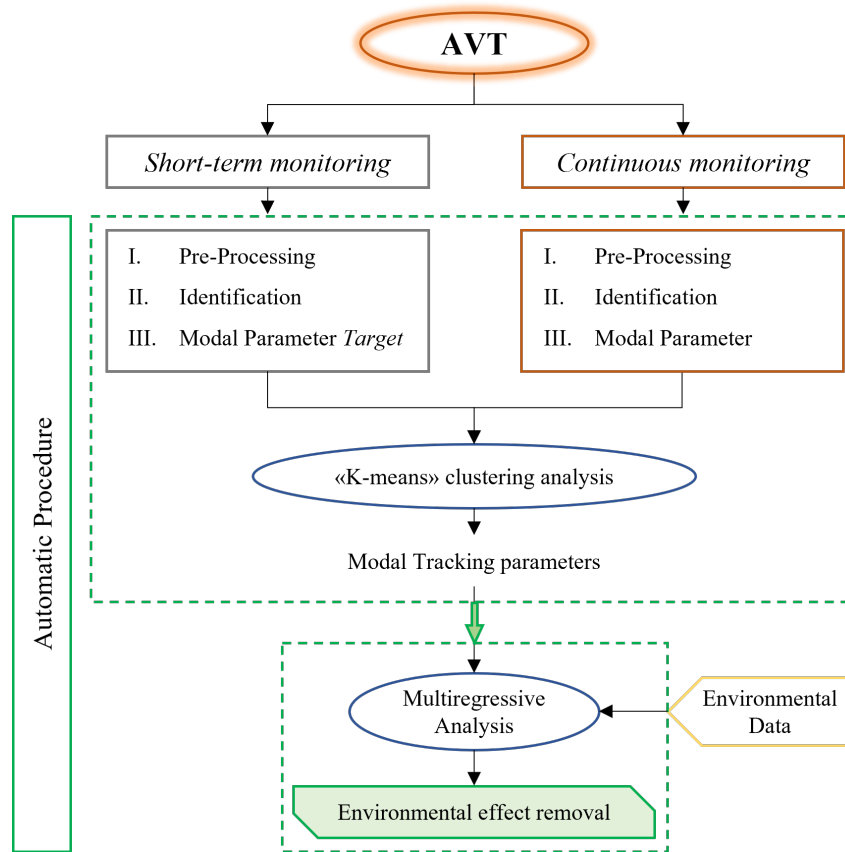 AVT
Short-term monitoring
Continuous monitoring
I. Pre-Processing
II. Identification
III. Modal Parameter Target
I. Pre-Processing
II. Identification
III. Modal Parameter
Automatic Procedure
«K-means» clustering analysis
Modal Tracking parameters
Multiregressive
Analysis
Environmental
Data
Environmental effect removal